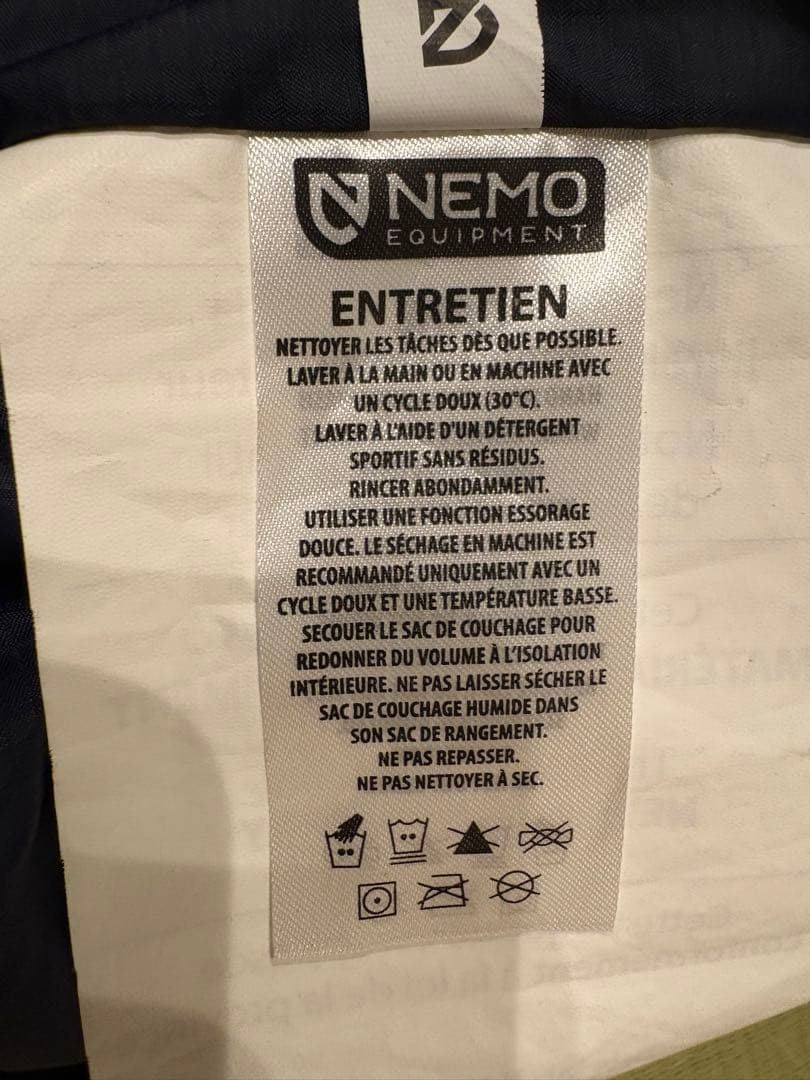 NEMO
EQUIPMENT
ENTRETIEN
NETTOYER LES TÂCHES DÈS QUE POSSIBLE.
LAVER À LA MAIN OU EN MACHINE AVEC
UN CYCLE DOUX (30°C).
LAVER À L'AIDE D'UN DÉTERGENT
SPORTIF SANS RÉSIDUS.
RINCER ABONDAMMENT.
UTILISER UNE FONCTION ESSORAGE
DOUCE. LE SÉCHAGE EN MACHINE EST
RECOMMANDÉ UNIQUEMENT AVEC UN
CYCLE DOUX ET UNE TEMPÉRATURE BASSE.
SECOUER LE SAC DE COUCHAGE POUR
REDONNER DU VOLUME À L'ISOLATION
INTÉRIEURE. NE PAS LAISSER SÉCHER LE
SAC DE COUCHAGE HUMIDE DANS
SON SAC DE RANGEMENT.
NE PAS REPASSER.
NE PAS NETTOYER À SEC.